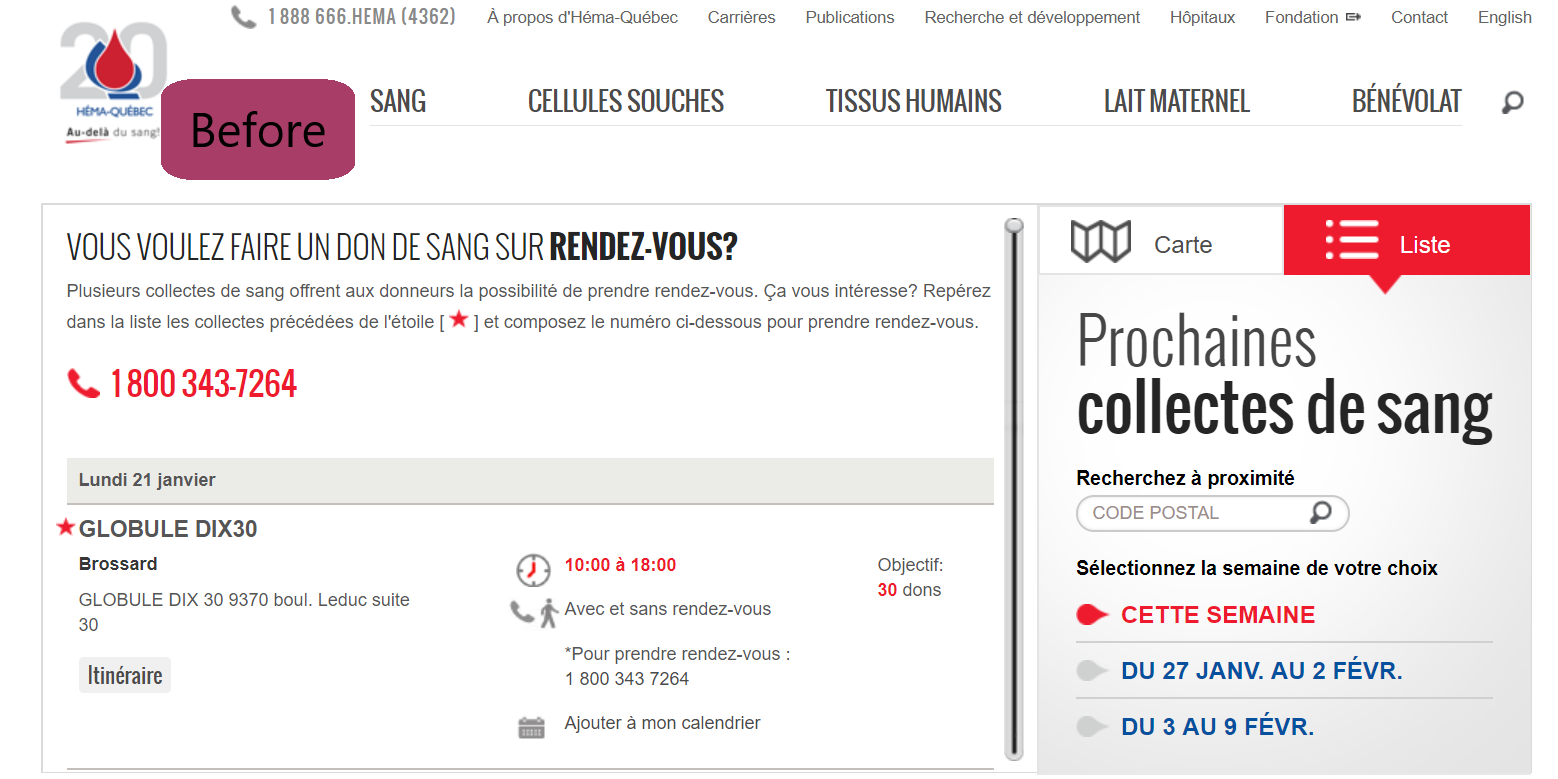 1 888 666.HEMA (4362) À propos d'Héma-Québec Carrières Publications Recherche et développement Hôpitaux Fondation Contact English
20
HÉMA-QUÉBEC
Au-delà du sang!
Before
SANG CELLULES SOUCHES TISSUS HUMAINS LAIT MATERNEL BÉNÉVOLAT
VOUS VOULEZ FAIRE UN DON DE SANG SUR RENDEZ-VOUS?
Plusieurs collectes de sang offrent aux donneurs la possibilité de prendre rendez-vous. Ça vous intéresse? Repérez
dans la liste les collectes précédées de l'étoile [ ★ ] et composez le numéro ci-dessous pour prendre rendez-vous.
1 800 343-7264
Lundi 21 janvier
★ GLOBULE DIX30
Brossard
GLOBULE DIX 30 9370 boul. Leduc suite
30
Itinéraire
10:00 à 18:00
Avec et sans rendez-vous
*Pour prendre rendez-vous :
1 800 343 7264
Ajouter à mon calendrier
Objectif:
30 dons
Carte Liste
Prochaines
collectes de sang
Recherchez à proximité
CODE POSTAL
Sélectionnez la semaine de votre choix
CETTE SEMAINE
DU 27 JANV. AU 2 FÉVR.
DU 3 AU 9 FÉVR.